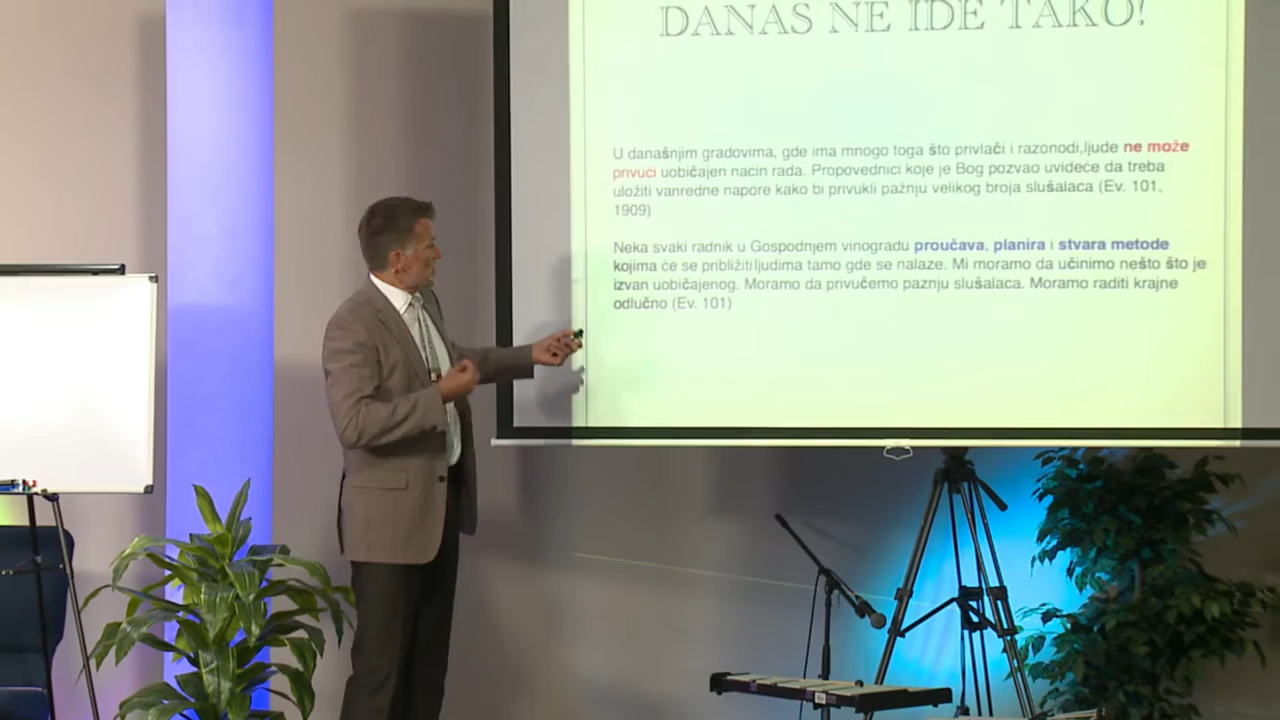 DANAS NE IDE TAKO!
U današnjim gradovima, gde ima mnogo toga što privlači i razonodi,ljude ne može
privući uobičajen nacin rada. Propovednici koje je Bog pozvao uvideće da treba
uložiti vanredne napore kako bi privukli pažnju velikog broja slušalaca (Ev. 101,
1909)
Neka svaki radnik u Gospodnjem vinogradu proučava, planira i stvara metode
kojima će se približiti ljudima tamo gde se nalaze. Mi moramo da učinimo nešto što je
izvan uobičajenog. Moramo da privučemo paznju slušalaca. Moramo raditi krajne
odlučno (Ev. 101)